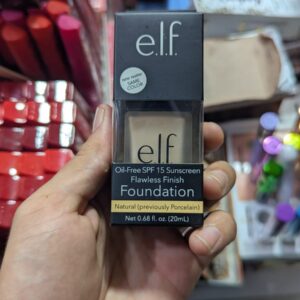 e.l.f.
new name
SAME
COLOR
elf
Oil-Free SPF 15 Sunscreen
Flawless Finish
Foundation
Natural (previously Porcelain)
Net 0.68 fl. oz. (20mL)